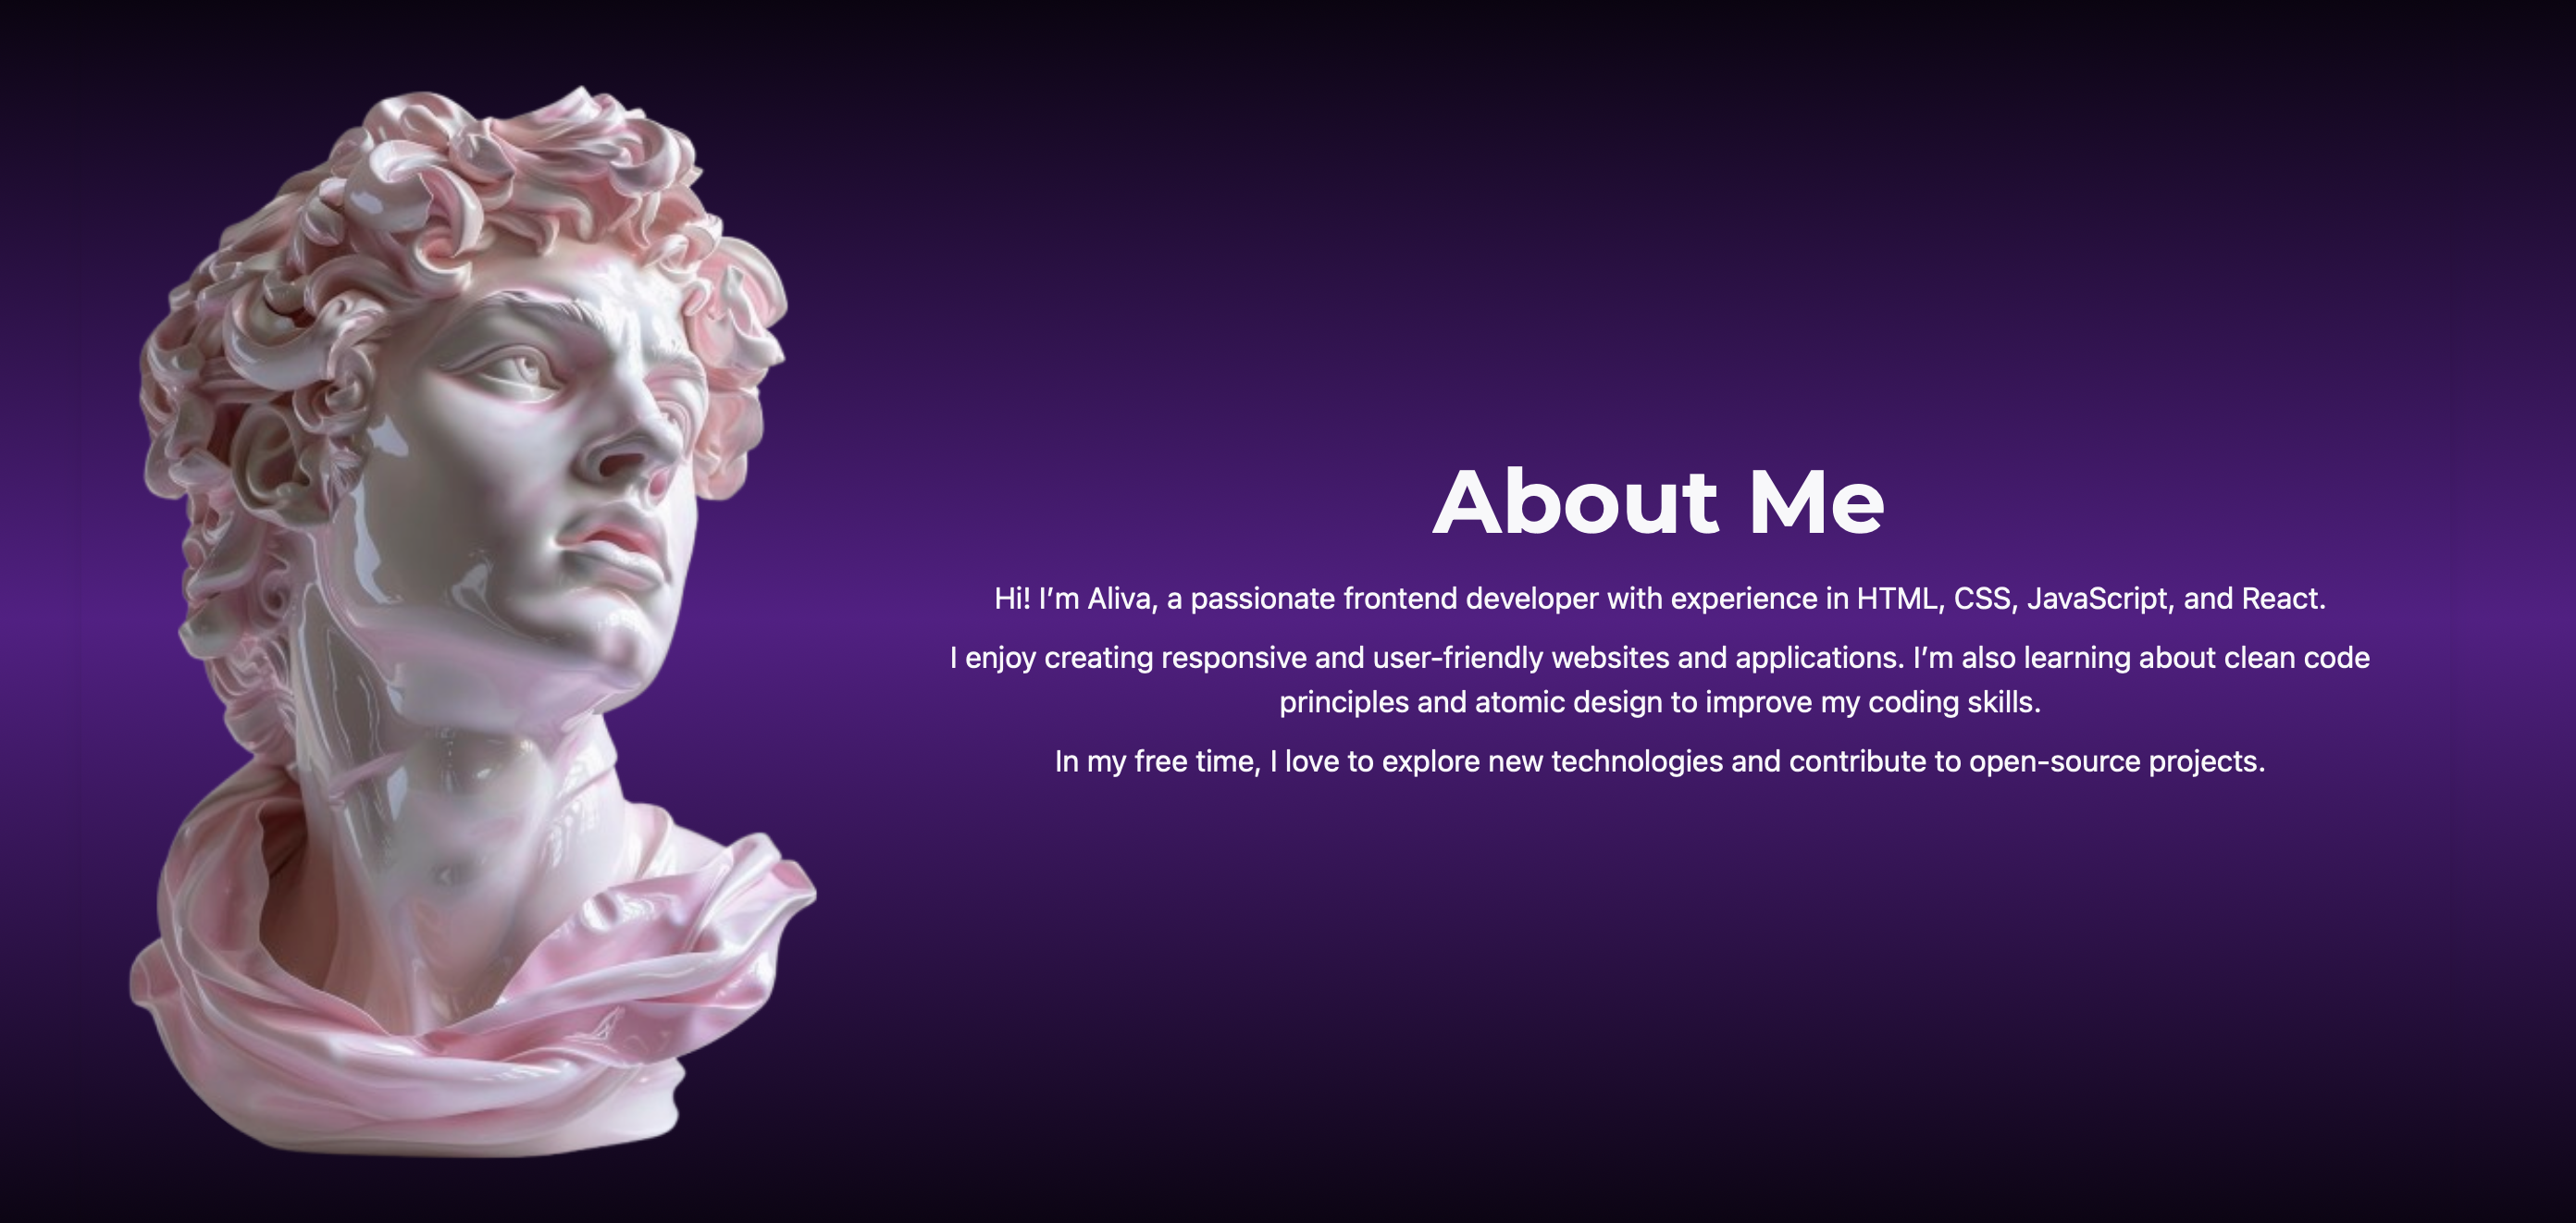 About Me
Hi! I’m Aliva, a passionate frontend developer with experience in HTML, CSS, JavaScript, and React.
I enjoy creating responsive and user-friendly websites and applications. I’m also learning about clean code
principles and atomic design to improve my coding skills.
In my free time, I love to explore new technologies and contribute to open-source projects.